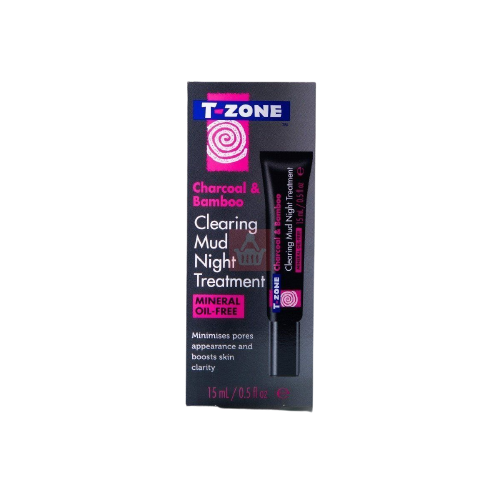 T-ZONE
Charcoal &
Bamboo
Clearing
Mud
Night
Treatment
MINERAL
OIL-FREE
Minimises pores
appearance and
boosts skin
clarity
15 mL / 0.5 fl oz e
T-ZONE
Charcoal & Bamboo
Clearing Mud Night Treatment
MINERAL OIL-FREE
15 mL / 0.5 fl oz e